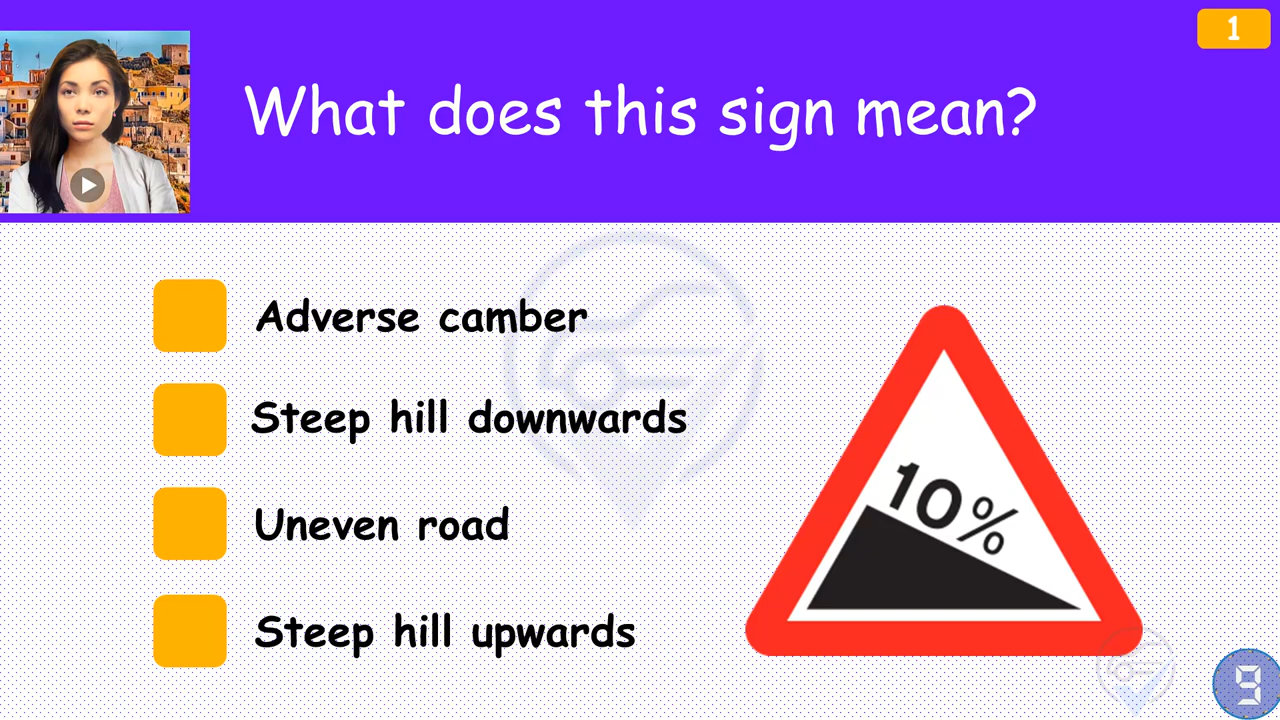 1
What does this sign mean?
Adverse camber
Steep hill downwards
Uneven road
Steep hill upwards
10%
9